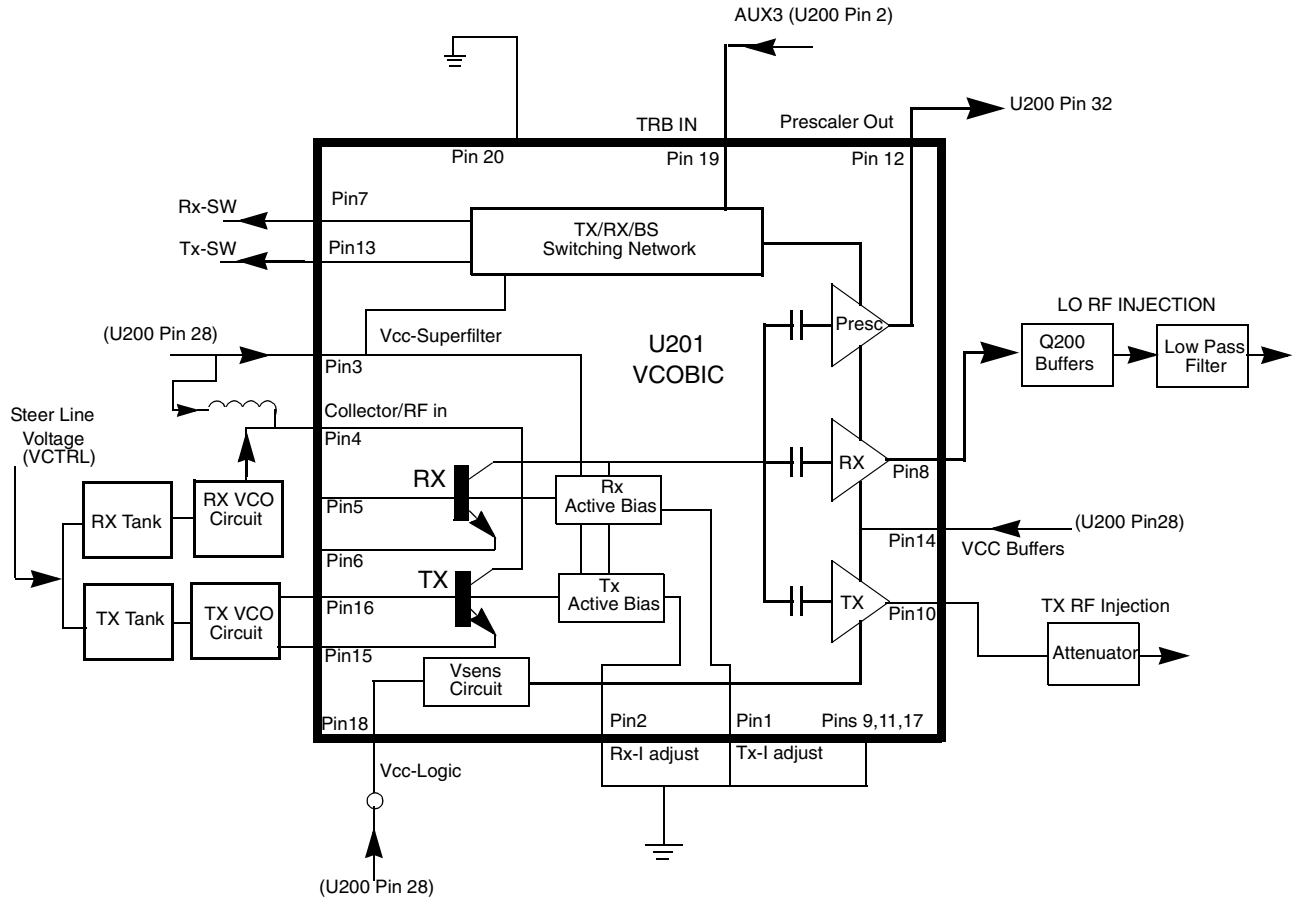 AUX3 (U200 Pin 2)
U200 Pin 32
TRB IN
Prescaler Out
Pin 20
Pin 19
Pin 12
Rx-SW
Pin7
Tx-SW
Pin13
TX/RX/BS
Switching Network
(U200 Pin 28)
Vcc-Superfilter
Pin3
U201
VCOBIC
Presc
LO RF INJECTION
Q200
Buffers
Low Pass
Filter
Steer Line
Voltage
(VCTRL)
Collector/RF in
Pin4
RX Tank
RX VCO
Circuit
RX
Pin5
Pin6
Rx
Active Bias
RX
Pin8
(U200 Pin28)
Pin14
VCC Buffers
TX Tank
TX VCO
Circuit
TX
Pin16
Pin15
Tx
Active Bias
TX
Pin10
TX RF Injection
Attenuator
Vsens
Circuit
Pin18
Pin2
Pin1
Pins 9,11,17
Rx-I adjust
Tx-I adjust
Vcc-Logic
(U200 Pin 28)